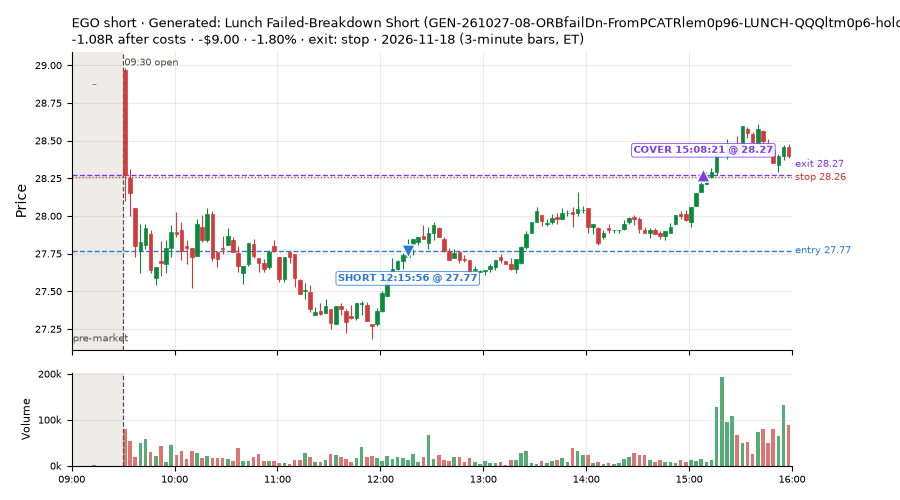 EGO short · Generated: Lunch Failed-Breakdown Short (GEN-261027-08-ORBfailDn-FromPCATRlem0p96-LUNCH-QQQltm0p6-hold
-1.08R after costs · -$9.00 · -1.80% · exit: stop · 2026-11-18 (3-minute bars, ET)
09:30 open
29.00
28.75
28.50
28.25
28.00
27.75
27.50
27.25
Price
COVER 15:08:21 @ 28.27
exit 28.27
stop 28.26
entry 27.77
SHORT 12:15:56 @ 27.77
pre-market
200k
100k
0k
Volume
09:00
10:00
11:00
12:00
13:00
14:00
15:00
16:00